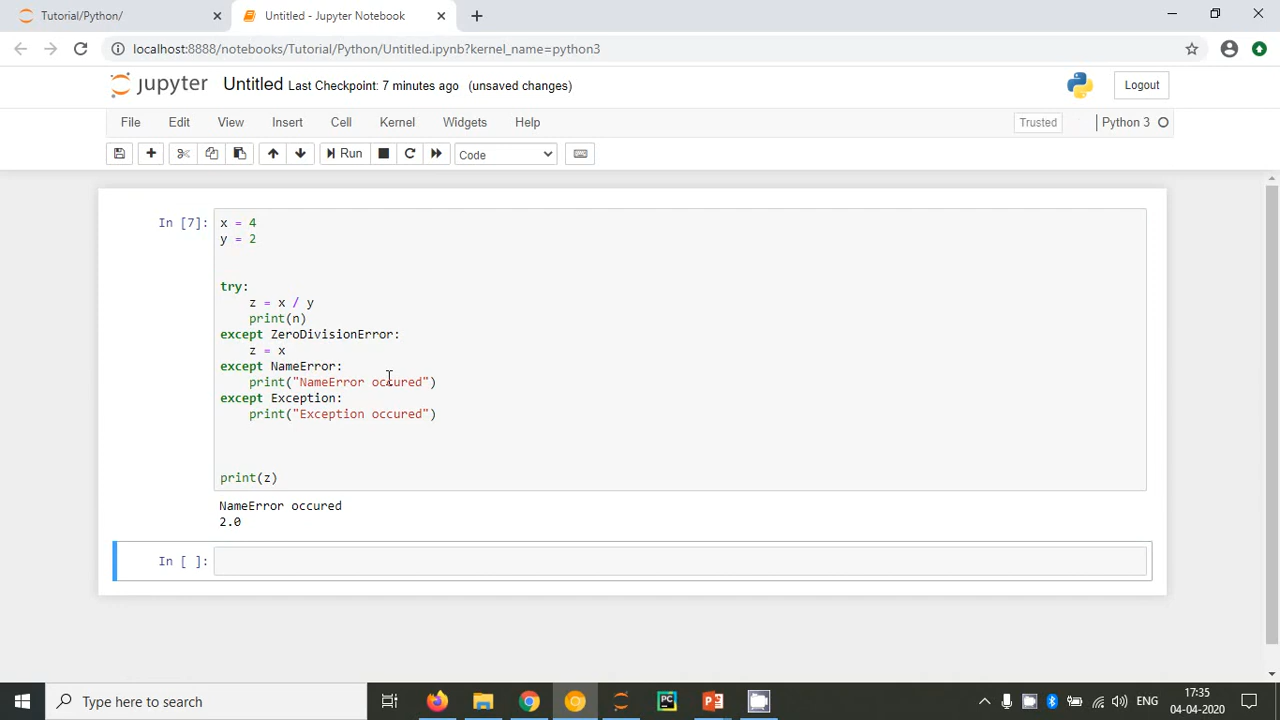 Tutorial/Python/
Untitled - Jupyter Notebook
localhost:8888/notebooks/Tutorial/Python/Untitled.ipynb?kernel_name=python3
jupyter Untitled Last Checkpoint: 7 minutes ago (unsaved changes)
Logout
File Edit View Insert Cell Kernel Widgets Help
Trusted Python 3
Run Code
In [7]:
x = 4
y = 2
try:
    z = x / y
    print(n)
except ZeroDivisionError:
    z = x
except NameError:
    print("NameError occured")
except Exception:
    print("Exception occured")
print(z)
NameError occured
2.0
In [ ]:
Type here to search
PC
ENG
17:35
04-04-2020